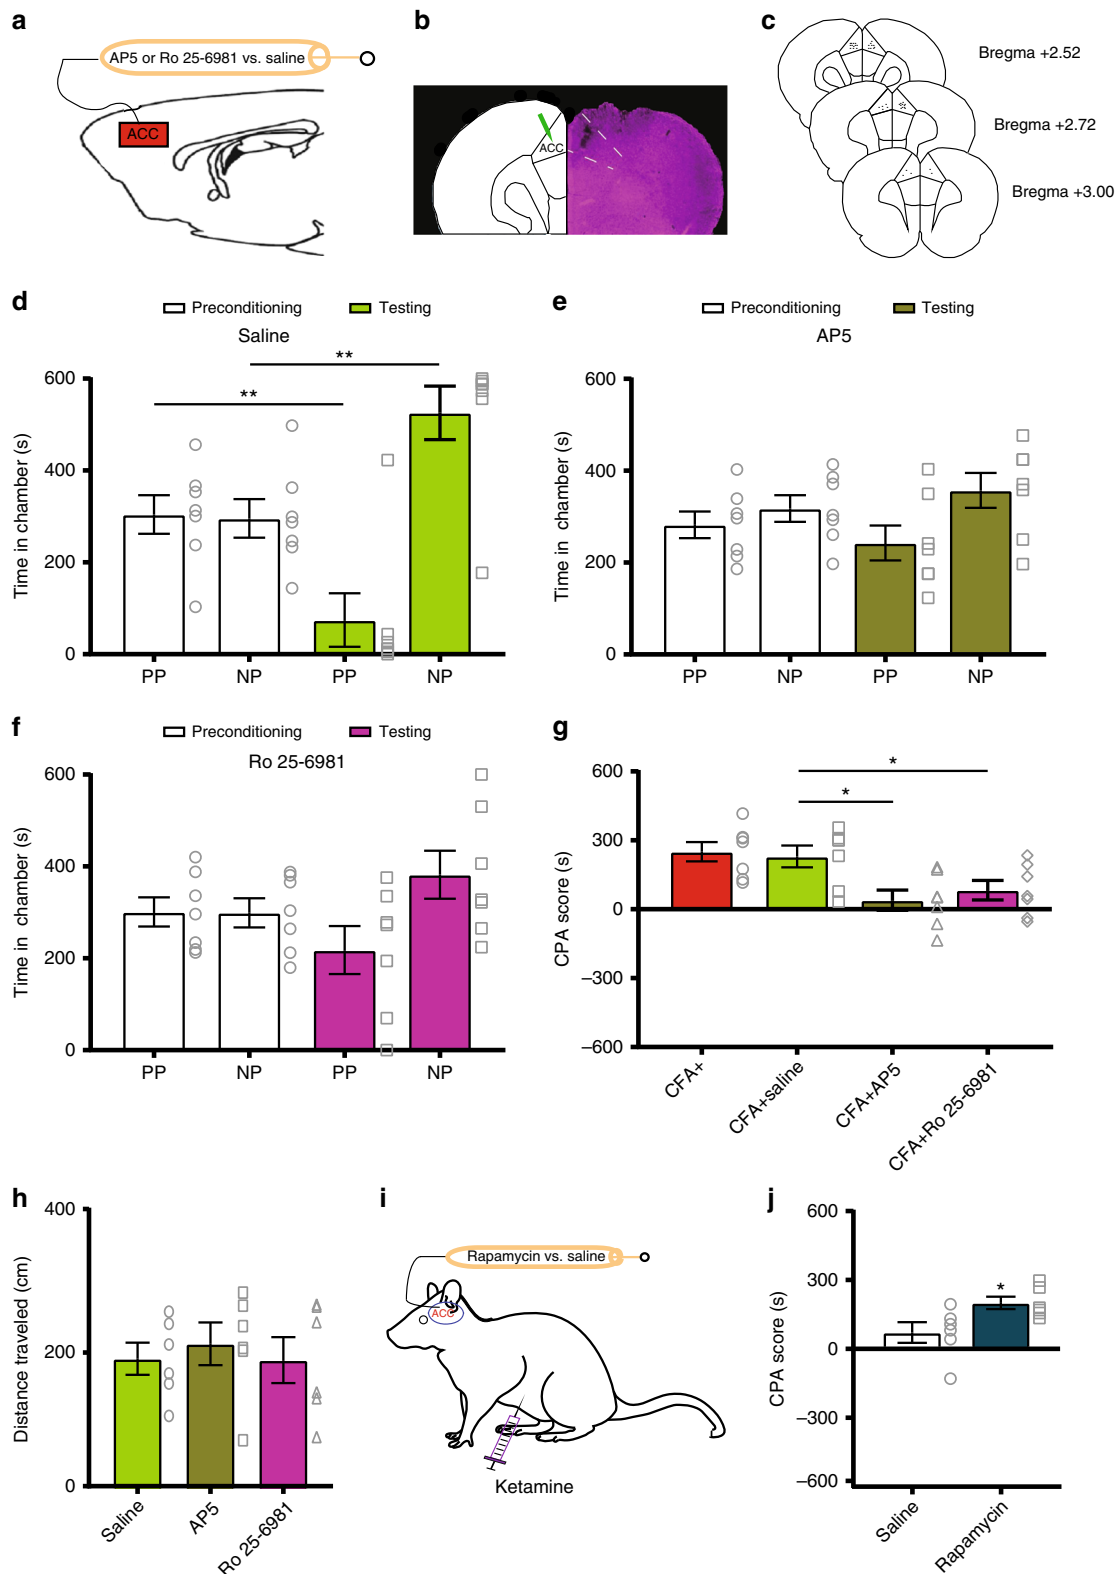 a
AP5 or Ro 25-6981 vs. saline
ACC
b
ACC
c
Bregma +2.52
Bregma +2.72
Bregma +3.00
d
Preconditioning Testing
Saline
**
**
Time in chamber (s)
600
400
200
0
PP NP PP NP
e
Preconditioning Testing
AP5
Time in chamber (s)
600
400
200
0
PP NP PP NP
f
Preconditioning Testing
Ro 25-6981
Time in chamber (s)
600
400
200
0
PP NP PP NP
g
*
*
CPA score (s)
600
300
0
−300
−600
CFA+
CFA+saline
CFA+AP5
CFA+Ro 25-6981
h
Distance traveled (cm)
400
200
0
Saline
AP5
Ro 25-6981
i
Rapamycin vs. saline
ACC
Ketamine
j
*
CPA score (s)
600
300
0
−300
−600
Saline
Rapamycin